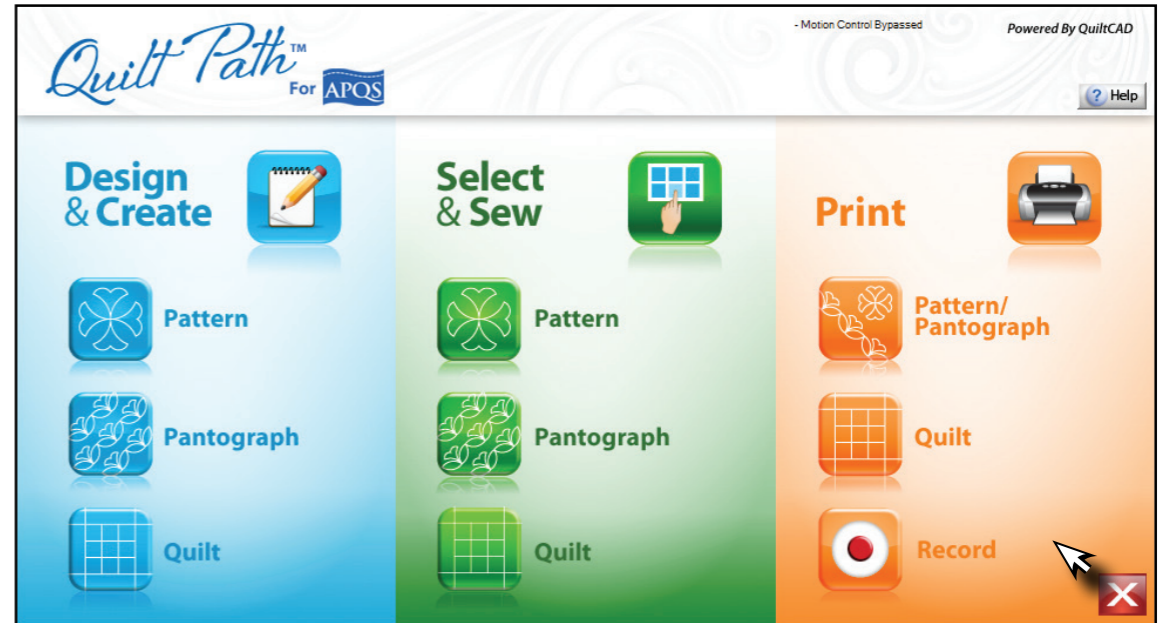 Quilt Path™
For APQS
- Motion Control Bypassed
Powered By QuiltCAD
? Help
Design
& Create
Pattern
Pantograph
Quilt
Select
& Sew
Pattern
Pantograph
Quilt
Print
Pattern/
Pantograph
Quilt
Record